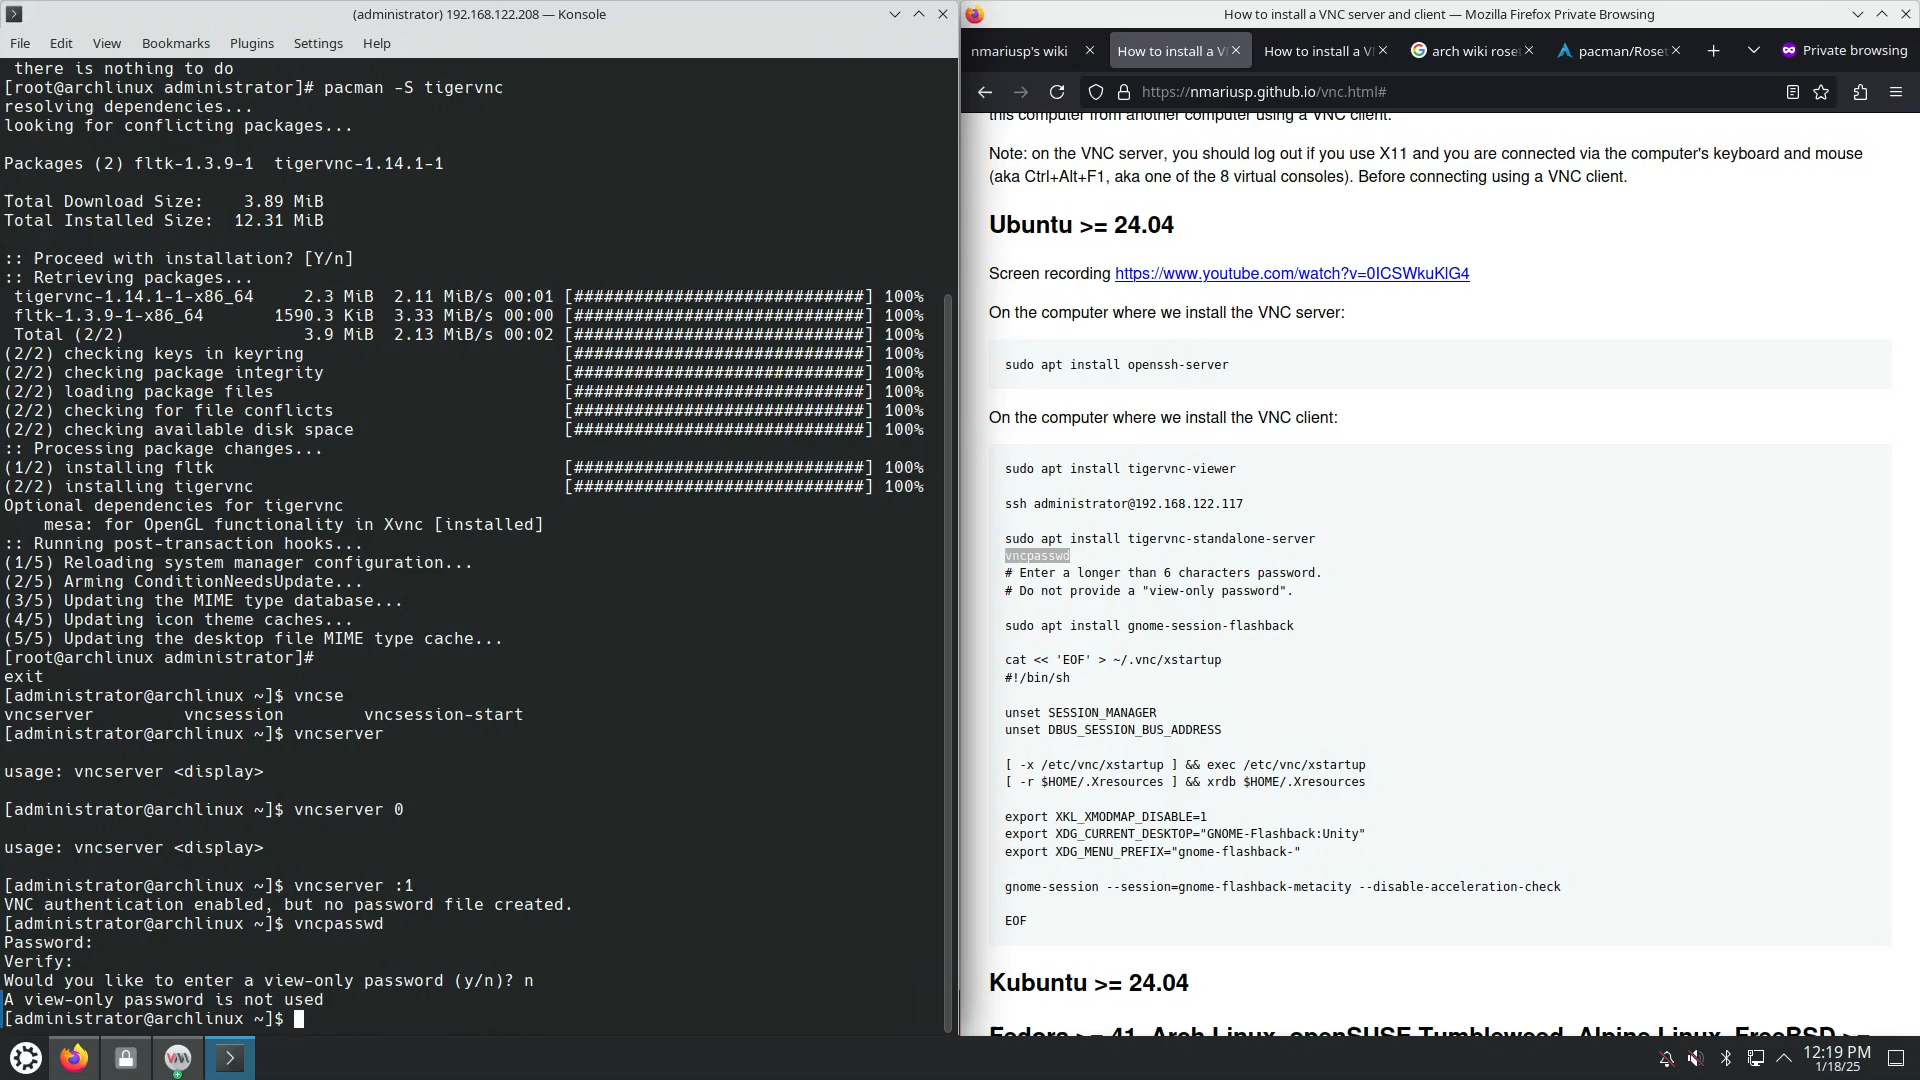 (administrator) 192.168.122.208 — Konsole
File Edit View Bookmarks Plugins Settings Help
there is nothing to do
[root@archlinux administrator]# pacman -S tigervnc
resolving dependencies...
looking for conflicting packages...
Packages (2) fltk-1.3.9-1  tigervnc-1.14.1-1
Total Download Size:    3.89 MiB
Total Installed Size:  12.31 MiB
:: Proceed with installation? [Y/n]
:: Retrieving packages...
tigervnc-1.14.1-1-x86_64     2.3 MiB  2.11 MiB/s 00:01 [#############################] 100%
fltk-1.3.9-1-x86_64       1590.3 KiB  3.33 MiB/s 00:00 [#############################] 100%
Total (2/2)                  3.9 MiB  2.13 MiB/s 00:02 [#############################] 100%
(2/2) checking keys in keyring                          [#############################] 100%
(2/2) checking package integrity                        [#############################] 100%
(2/2) loading package files                             [#############################] 100%
(2/2) checking for file conflicts                       [#############################] 100%
(2/2) checking available disk space                     [#############################] 100%
:: Processing package changes...
(1/2) installing fltk                                   [#############################] 100%
(2/2) installing tigervnc                               [#############################] 100%
Optional dependencies for tigervnc
    mesa: for OpenGL functionality in Xvnc [installed]
:: Running post-transaction hooks...
(1/5) Reloading system manager configuration...
(2/5) Arming ConditionNeedsUpdate...
(3/5) Updating the MIME type database...
(4/5) Updating icon theme caches...
(5/5) Updating the desktop file MIME type cache...
[root@archlinux administrator]#
exit
[administrator@archlinux ~]$ vncse
vncserver         vncsession        vncsession-start
[administrator@archlinux ~]$ vncserver
usage: vncserver <display>
[administrator@archlinux ~]$ vncserver 0
usage: vncserver <display>
[administrator@archlinux ~]$ vncserver :1
VNC authentication enabled, but no password file created.
[administrator@archlinux ~]$ vncpasswd
Password:
Verify:
Would you like to enter a view-only password (y/n)? n
A view-only password is not used
[administrator@archlinux ~]$
How to install a VNC server and client — Mozilla Firefox Private Browsing
nmariusp's wiki
How to install a V
How to install a V
arch wiki rose
pacman/Roset
Private browsing
https://nmariusp.github.io/vnc.html#
this computer from another computer using a VNC client.
Note: on the VNC server, you should log out if you use X11 and you are connected via the computer's keyboard and mouse
(aka Ctrl+Alt+F1, aka one of the 8 virtual consoles). Before connecting using a VNC client.
Ubuntu >= 24.04
Screen recording https://www.youtube.com/watch?v=0ICSWkuKlG4
On the computer where we install the VNC server:
sudo apt install openssh-server
On the computer where we install the VNC client:
sudo apt install tigervnc-viewer
ssh administrator@192.168.122.117
sudo apt install tigervnc-standalone-server
vncpasswd
# Enter a longer than 6 characters password.
# Do not provide a "view-only password".
sudo apt install gnome-session-flashback
cat << 'EOF' > ~/.vnc/xstartup
#!/bin/sh
unset SESSION_MANAGER
unset DBUS_SESSION_BUS_ADDRESS
[ -x /etc/vnc/xstartup ] && exec /etc/vnc/xstartup
[ -r $HOME/.Xresources ] && xrdb $HOME/.Xresources
export XKL_XMODMAP_DISABLE=1
export XDG_CURRENT_DESKTOP="GNOME-Flashback:Unity"
export XDG_MENU_PREFIX="gnome-flashback-"
gnome-session --session=gnome-flashback-metacity --disable-acceleration-check
EOF
Kubuntu >= 24.04
Fedora >= 41, Arch Linux, openSUSE Tumbleweed, Alpine Linux, FreeBSD >=
12:19 PM
1/18/25